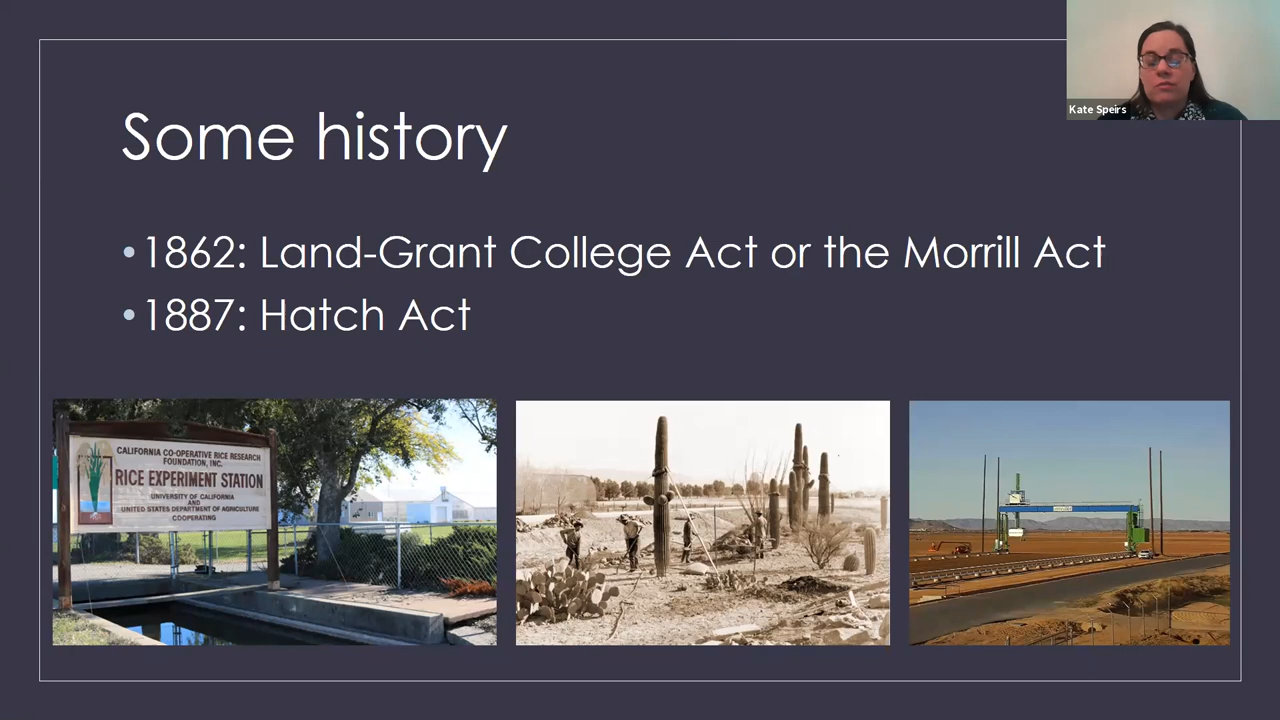 Kate Speirs
Some history
• 1862: Land-Grant College Act or the Morrill Act
• 1887: Hatch Act
CALIFORNIA CO-OPERATIVE RICE RESEARCH
FOUNDATION, INC.
RICE EXPERIMENT STATION
UNIVERSITY OF CALIFORNIA
AND
UNITED STATES DEPARTMENT OF AGRICULTURE
COOPERATING